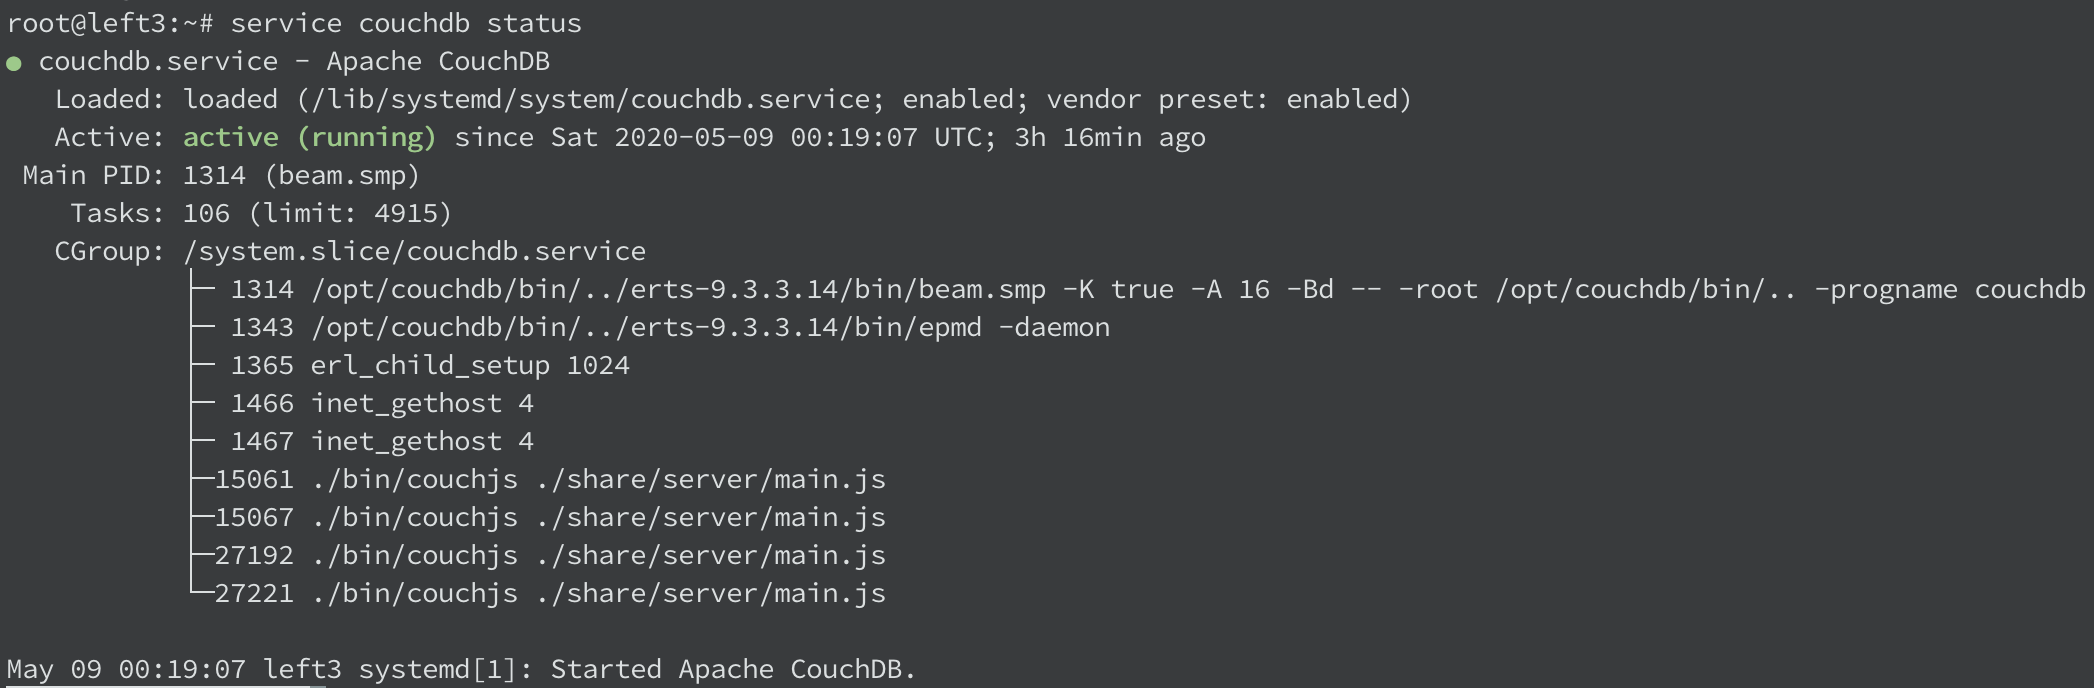 root@left3:~# service couchdb status
● couchdb.service - Apache CouchDB
   Loaded: loaded (/lib/systemd/system/couchdb.service; enabled; vendor preset: enabled)
   Active: active (running) since Sat 2020-05-09 00:19:07 UTC; 3h 16min ago
 Main PID: 1314 (beam.smp)
    Tasks: 106 (limit: 4915)
   CGroup: /system.slice/couchdb.service
           ├─ 1314 /opt/couchdb/bin/../erts-9.3.3.14/bin/beam.smp -K true -A 16 -Bd -- -root /opt/couchdb/bin/.. -progname couchdb
           ├─ 1343 /opt/couchdb/bin/../erts-9.3.3.14/bin/epmd -daemon
           ├─ 1365 erl_child_setup 1024
           ├─ 1466 inet_gethost 4
           ├─ 1467 inet_gethost 4
           ├─15061 ./bin/couchjs ./share/server/main.js
           ├─15067 ./bin/couchjs ./share/server/main.js
           ├─27192 ./bin/couchjs ./share/server/main.js
           └─27221 ./bin/couchjs ./share/server/main.js

May 09 00:19:07 left3 systemd[1]: Started Apache CouchDB.